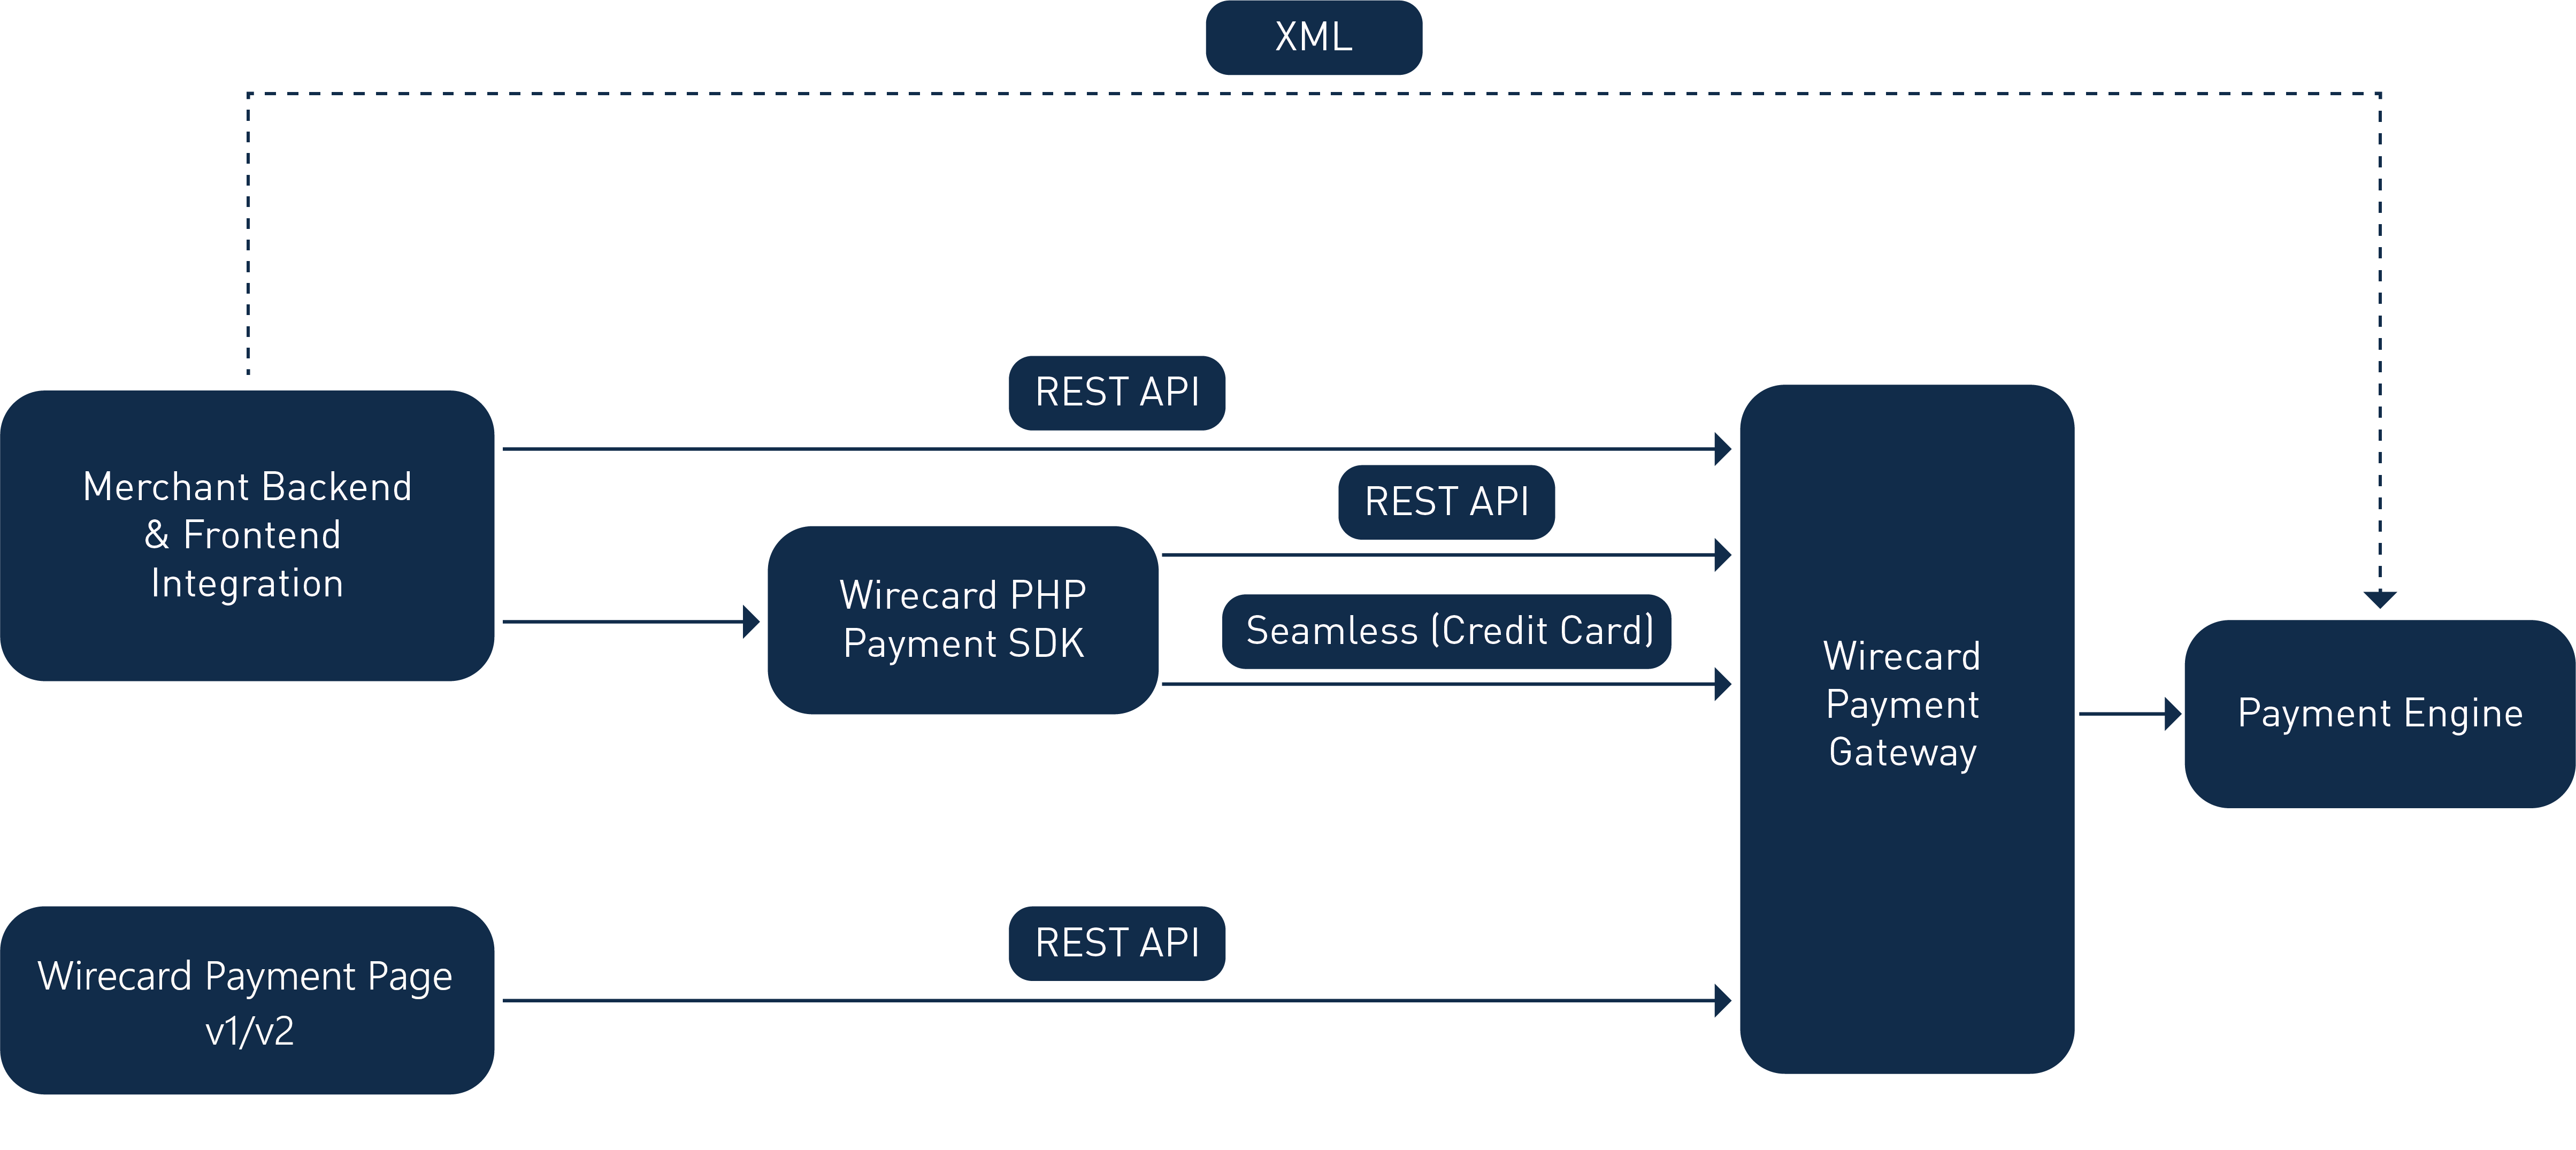 XML
REST API
Merchant Backend
& Frontend
Integration
REST API
Wirecard PHP
Payment SDK
Seamless (Credit Card)
Wirecard
Payment
Gateway
Payment Engine
REST API
Wirecard Payment Page
v1/v2